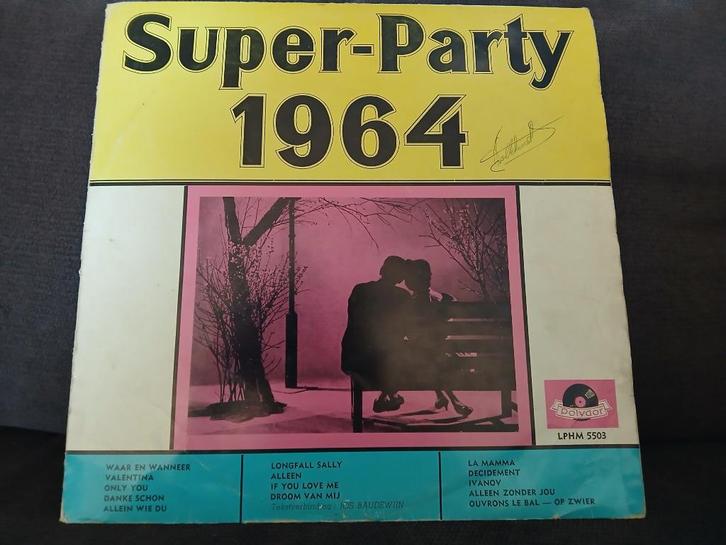 Super-Party
1964
polydor
LPHM 5503
WAAR EN WANNEER
VALENTINA
ONLY YOU
DANKE SCHON
ALLEIN WIE DU
LONGFALL SALLY
ALLEEN
IF YOU LOVE ME
DROOM VAN MIJ
Tekstverbinding : JOS BAUDEWIJN
LA MAMMA
DECIDEMENT
IVANOV
ALLEEN ZONDER JOU
OUVRONS LE BAL — OP ZWIER